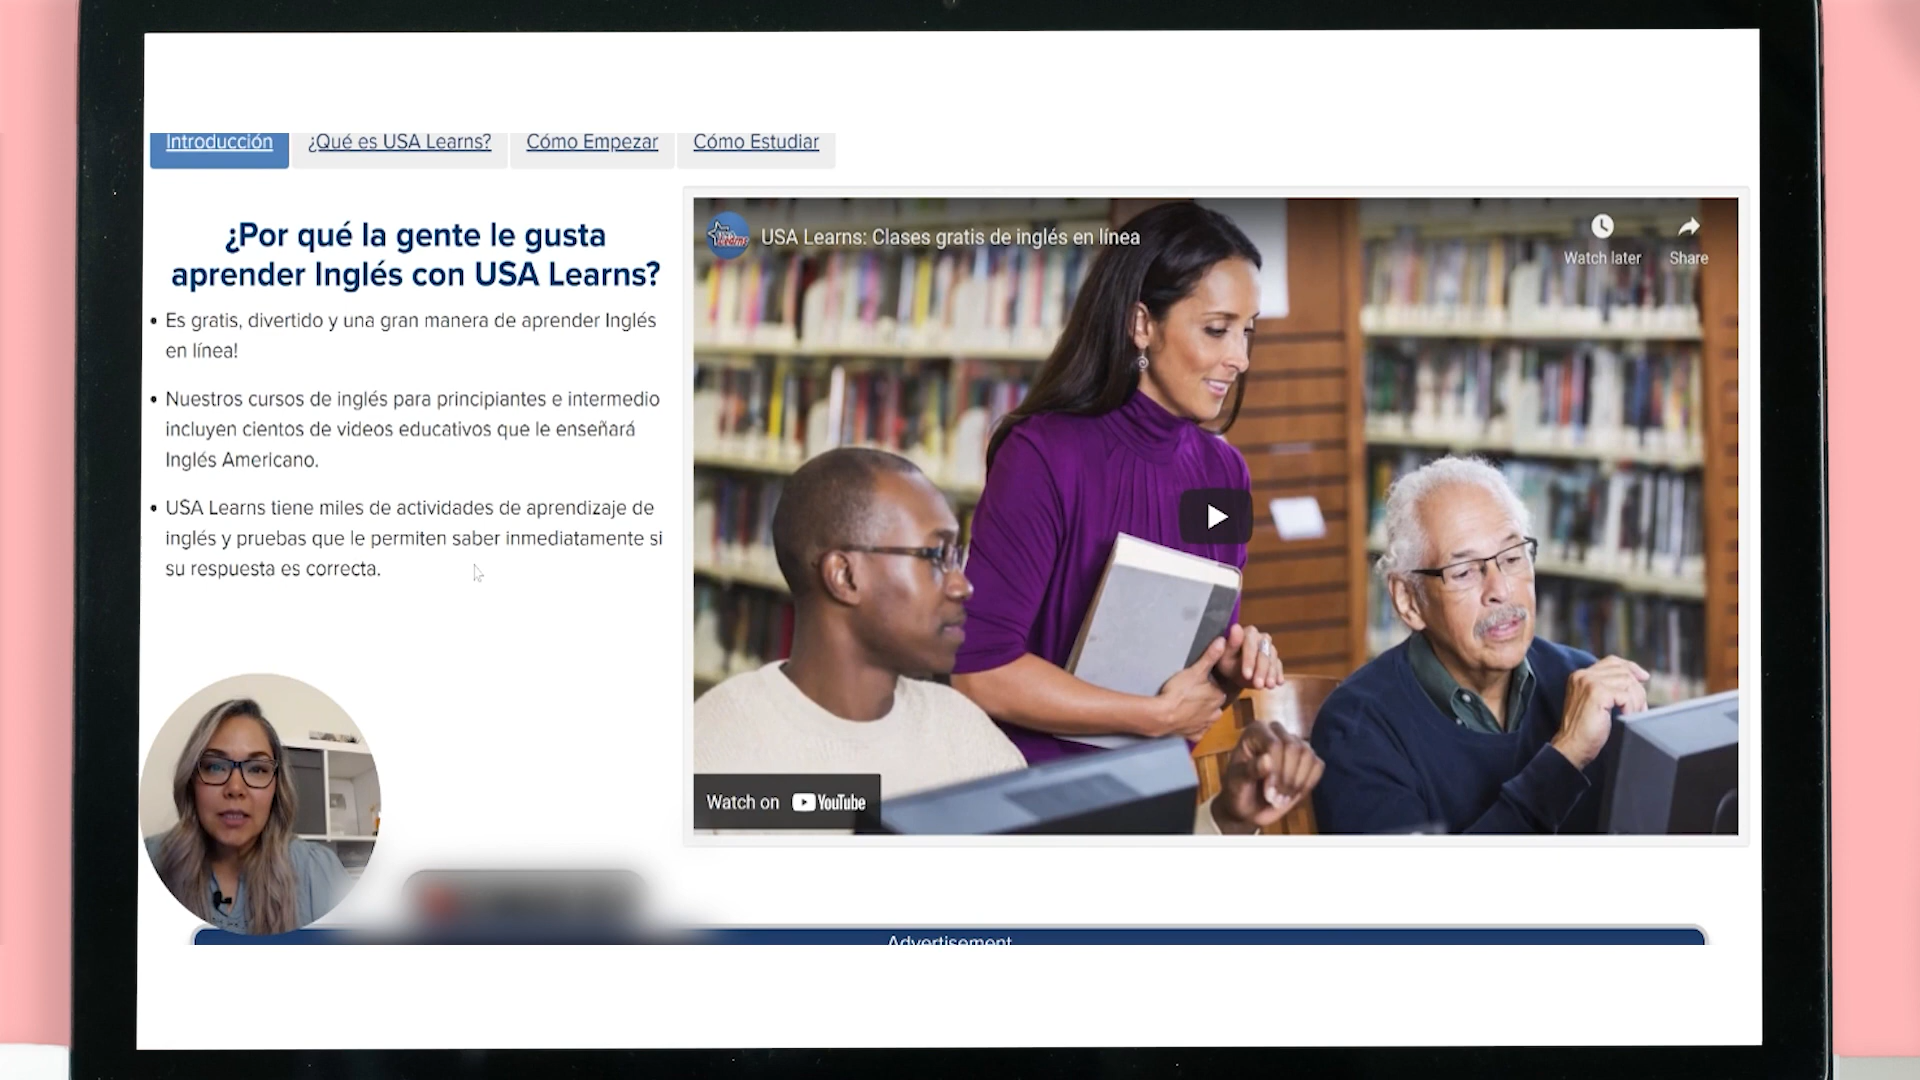 Introducción
¿Qué es USA Learns?
Cómo Empezar
Cómo Estudiar
¿Por qué la gente le gusta
aprender Inglés con USA Learns?
• Es gratis, divertido y una gran manera de aprender Inglés
en línea!
• Nuestros cursos de inglés para principiantes e intermedio
incluyen cientos de videos educativos que le enseñará
Inglés Americano.
• USA Learns tiene miles de actividades de aprendizaje de
inglés y pruebas que le permiten saber inmediatamente si
su respuesta es correcta.
USA Learns: Clases gratis de inglés en línea
Watch later
Share
Watch on YouTube
Advertisement